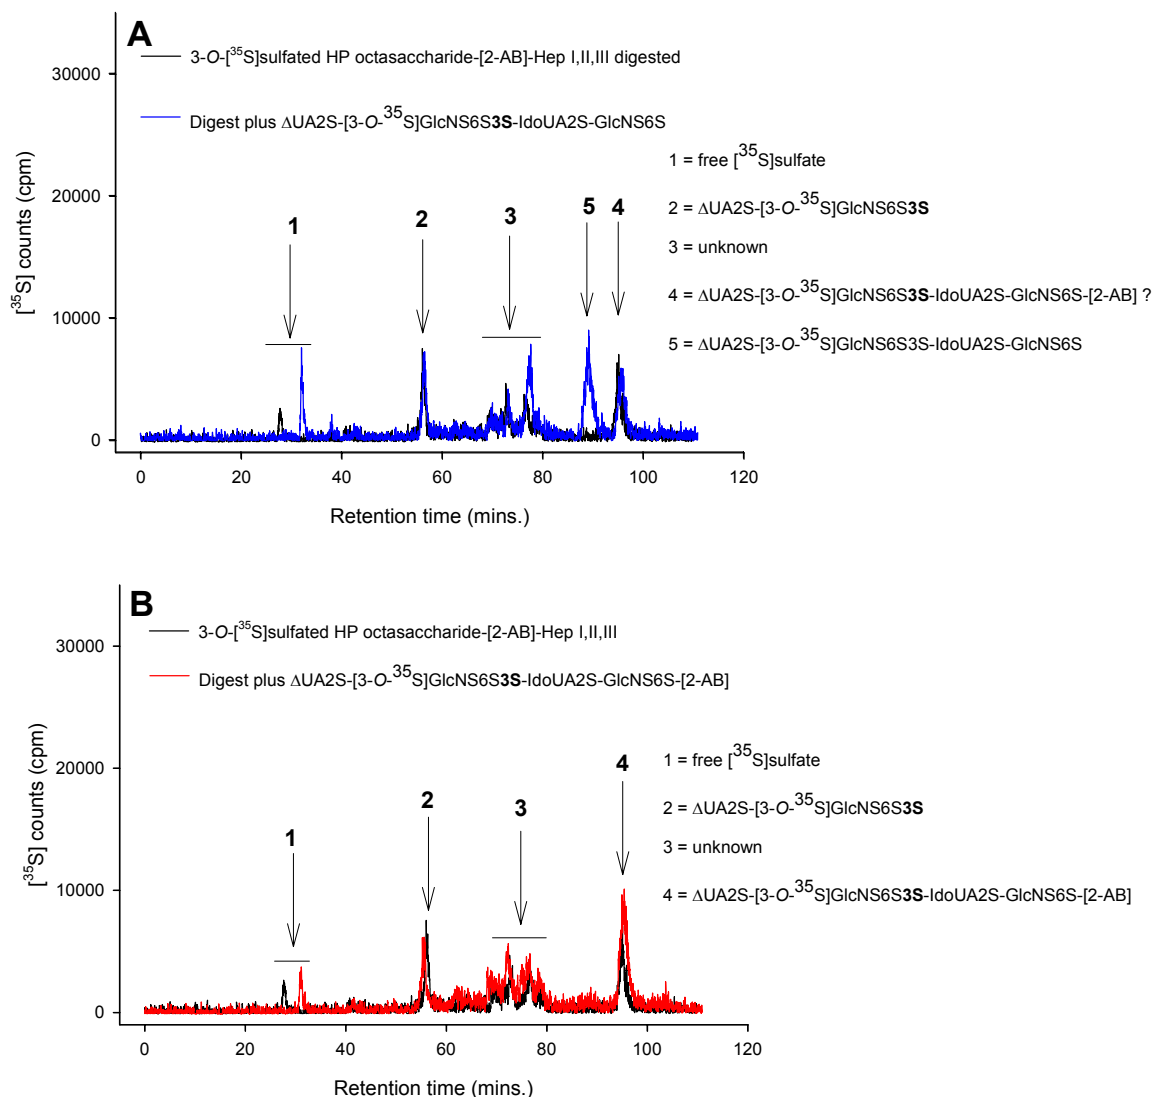 A
3-O-[35S]sulfated HP octasaccharide-[2-AB]-Hep I,II,III digested
Digest plus ΔUA2S-[3-O-35S]GlcNS6S3S-IdoUA2S-GlcNS6S
1 = free [35S]sulfate
2 = ΔUA2S-[3-O-35S]GlcNS6S3S
3 = unknown
4 = ΔUA2S-[3-O-35S]GlcNS6S3S-IdoUA2S-GlcNS6S-[2-AB] ?
5 = ΔUA2S-[3-O-35S]GlcNS6S3S-IdoUA2S-GlcNS6S
1
2
3
5
4
30000
20000
10000
0
[35S] counts (cpm)
0
20
40
60
80
100
120
Retention time (mins.)
B
3-O-[35S]sulfated HP octasaccharide-[2-AB]-Hep I,II,III
Digest plus ΔUA2S-[3-O-35S]GlcNS6S3S-IdoUA2S-GlcNS6S-[2-AB]
1 = free [35S]sulfate
2 = ΔUA2S-[3-O-35S]GlcNS6S3S
3 = unknown
4 = ΔUA2S-[3-O-35S]GlcNS6S3S-IdoUA2S-GlcNS6S-[2-AB]
1
2
3
4
30000
20000
10000
0
[35S] counts (cpm)
0
20
40
60
80
100
120
Retention time (mins.)